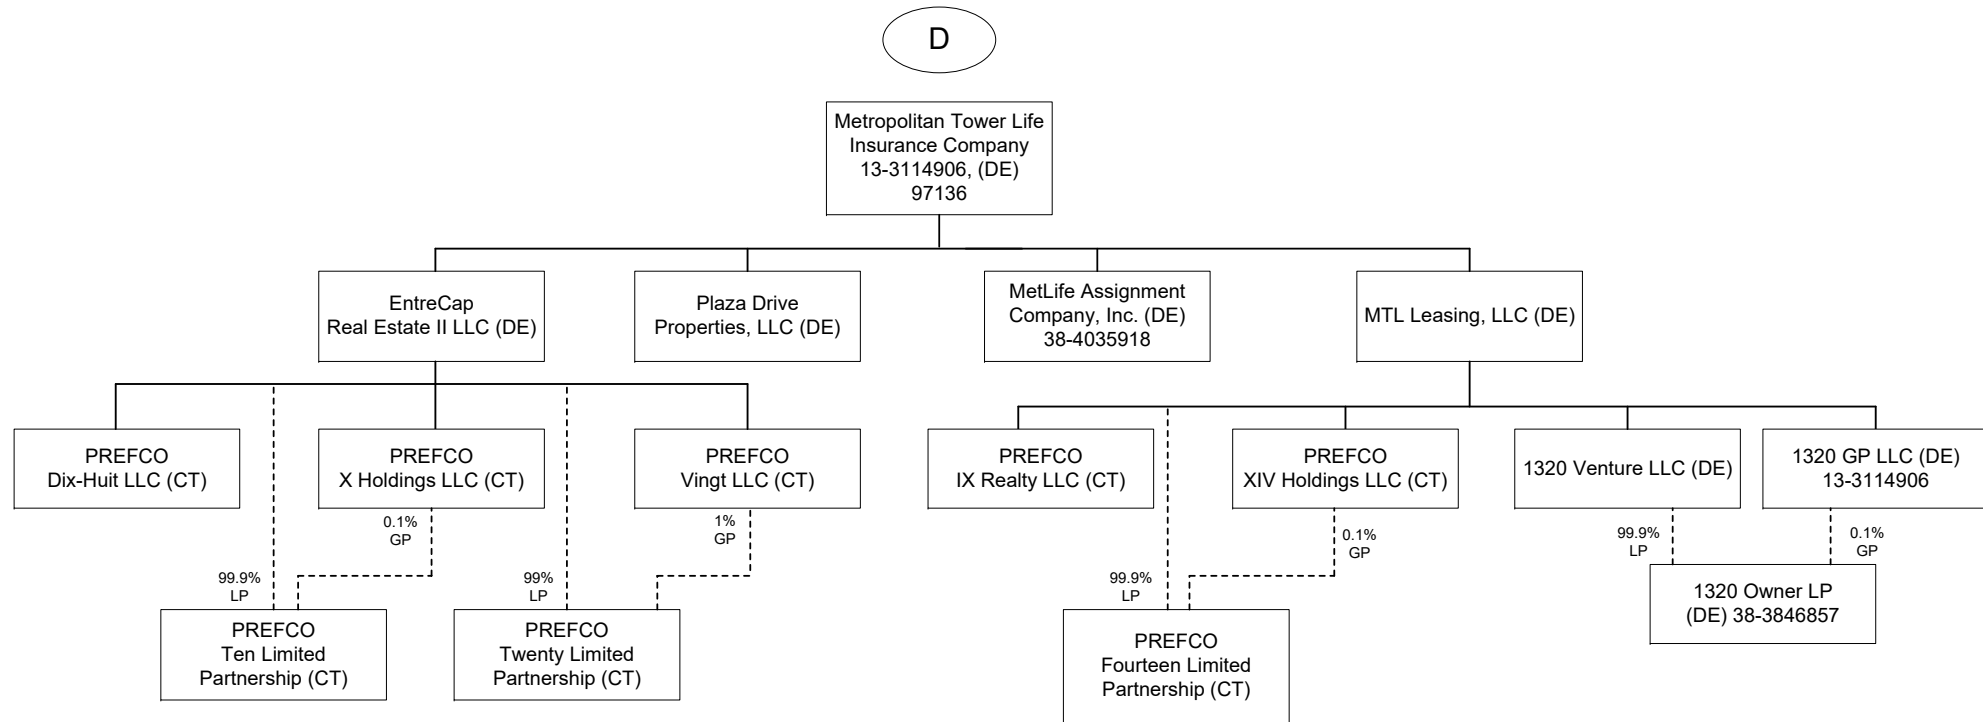 D
Metropolitan Tower Life
Insurance Company
13-3114906, (DE)
97136
EntreCap
Real Estate II LLC (DE)
Plaza Drive
Properties, LLC (DE)
MetLife Assignment
Company, Inc. (DE)
38-4035918
MTL Leasing, LLC (DE)
PREFCO
Dix-Huit LLC (CT)
PREFCO
X Holdings LLC (CT)
PREFCO
Vingt LLC (CT)
PREFCO
IX Realty LLC (CT)
PREFCO
XIV Holdings LLC (CT)
1320 Venture LLC (DE)
1320 GP LLC (DE)
13-3114906
0.1%
GP
1%
GP
0.1%
GP
99.9%
LP
0.1%
GP
99.9%
LP
99%
LP
99.9%
LP
1320 Owner LP
(DE) 38-3846857
PREFCO
Ten Limited
Partnership (CT)
PREFCO
Twenty Limited
Partnership (CT)
PREFCO
Fourteen Limited
Partnership (CT)